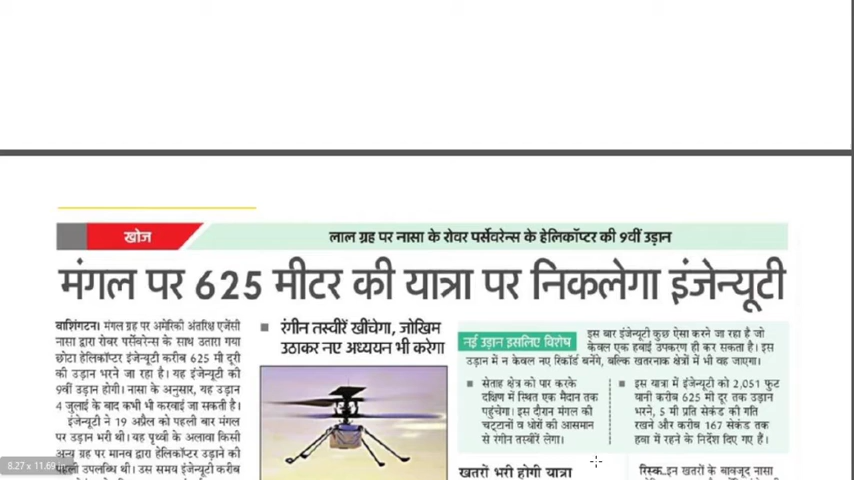 खोज
लाल ग्रह पर नासा के रोवर पर्सेवरेन्स के हेलिकॉप्टर की 9वीं उड़ान
मंगल पर 625 मीटर की यात्रा पर निकलेगा इंजेन्यूटी
वाशिंगटन। मंगल ग्रह पर अमेरिकी अंतरिक्ष एजेंसी
नासा द्वारा रोवर पर्सेवरेंस के साथ उतारा गया
छोटा हेलिकॉप्टर इंजेन्यूटी करीब 625 मी दूरी
की उड़ान भरने जा रहा है। यह इंजेन्यूटी की
9वीं उड़ान होगी। नासा के अनुसार, यह उड़ान
4 जुलाई के बाद कभी भी करवाई जा सकती है।
इंजेन्यूटी ने 19 अप्रैल को पहली बार मंगल
पर उड़ान भरी थी। यह पृथ्वी के अलावा किसी
अन्य ग्रह पर मानव द्वारा हेलिकॉप्टर उड़ाने की
पहली उपलब्धि थी। उस समय इंजेन्यूटी करीब
■ रंगीन तस्वीरें खींचेगा, जोखिम
उठाकर नए अध्ययन भी करेगा
नई उड़ान इसलिए विशेष
इस बार इंजेन्यूटी कुछ ऐसा करने जा रहा है जो
केवल एक हवाई उपकरण ही कर सकता है। इस
उड़ान में न केवल नए रिकॉर्ड बनेंगे, बल्कि खतरनाक क्षेत्रों में भी वह जाएगा।
■ सेताह क्षेत्र को पार करके
दक्षिण में स्थित एक मैदान तक
पहुंचेगा। इस दौरान मंगल की
चट्टानों व धोरों की आसमान
से रंगीन तस्वीरें लेगा।
■ इस यात्रा में इंजेन्यूटी को 2,051 फुट
यानी करीब 625 मी दूर तक उड़ान
भरने, 5 मी प्रति सेकंड की गति
रखने और करीब 167 सेकंड तक
हवा में रहने के निर्देश दिए गए हैं।
खतरों भरी होगी यात्रा
रिस्क..इन खतरों के बावजूद नासा
8.27 x 11.69 in